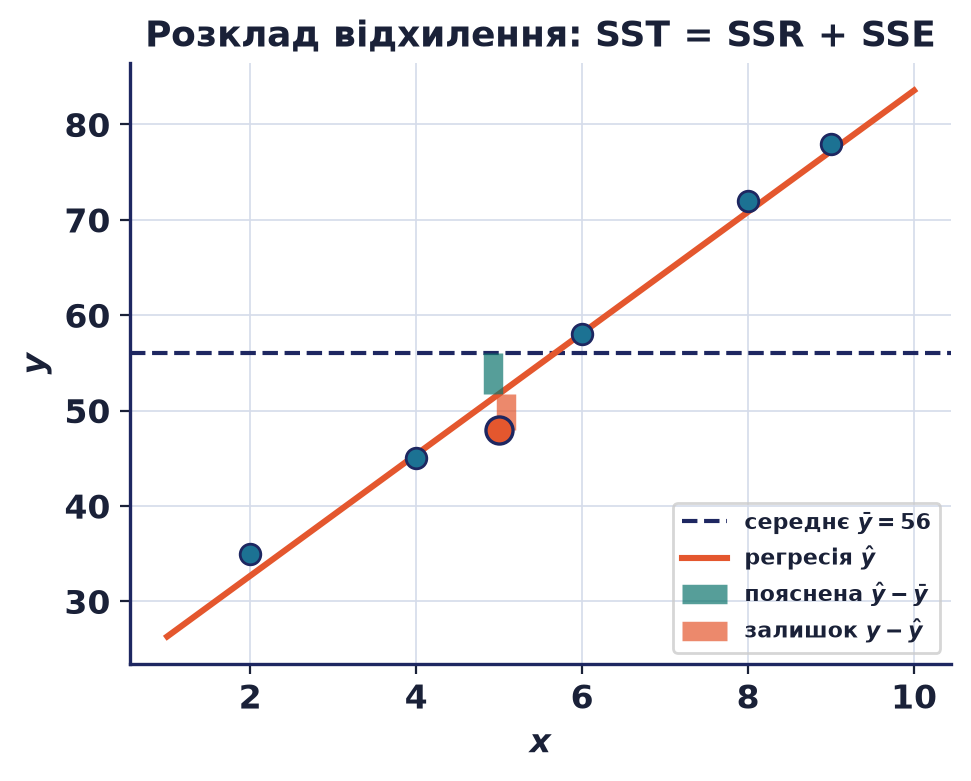 Розклад відхилення: SST = SSR + SSE
80
70
60
50
40
30
y
2
4
6
8
10
x
середнє ȳ = 56
регресія ŷ
пояснена ŷ − ȳ
залишок y − ŷ